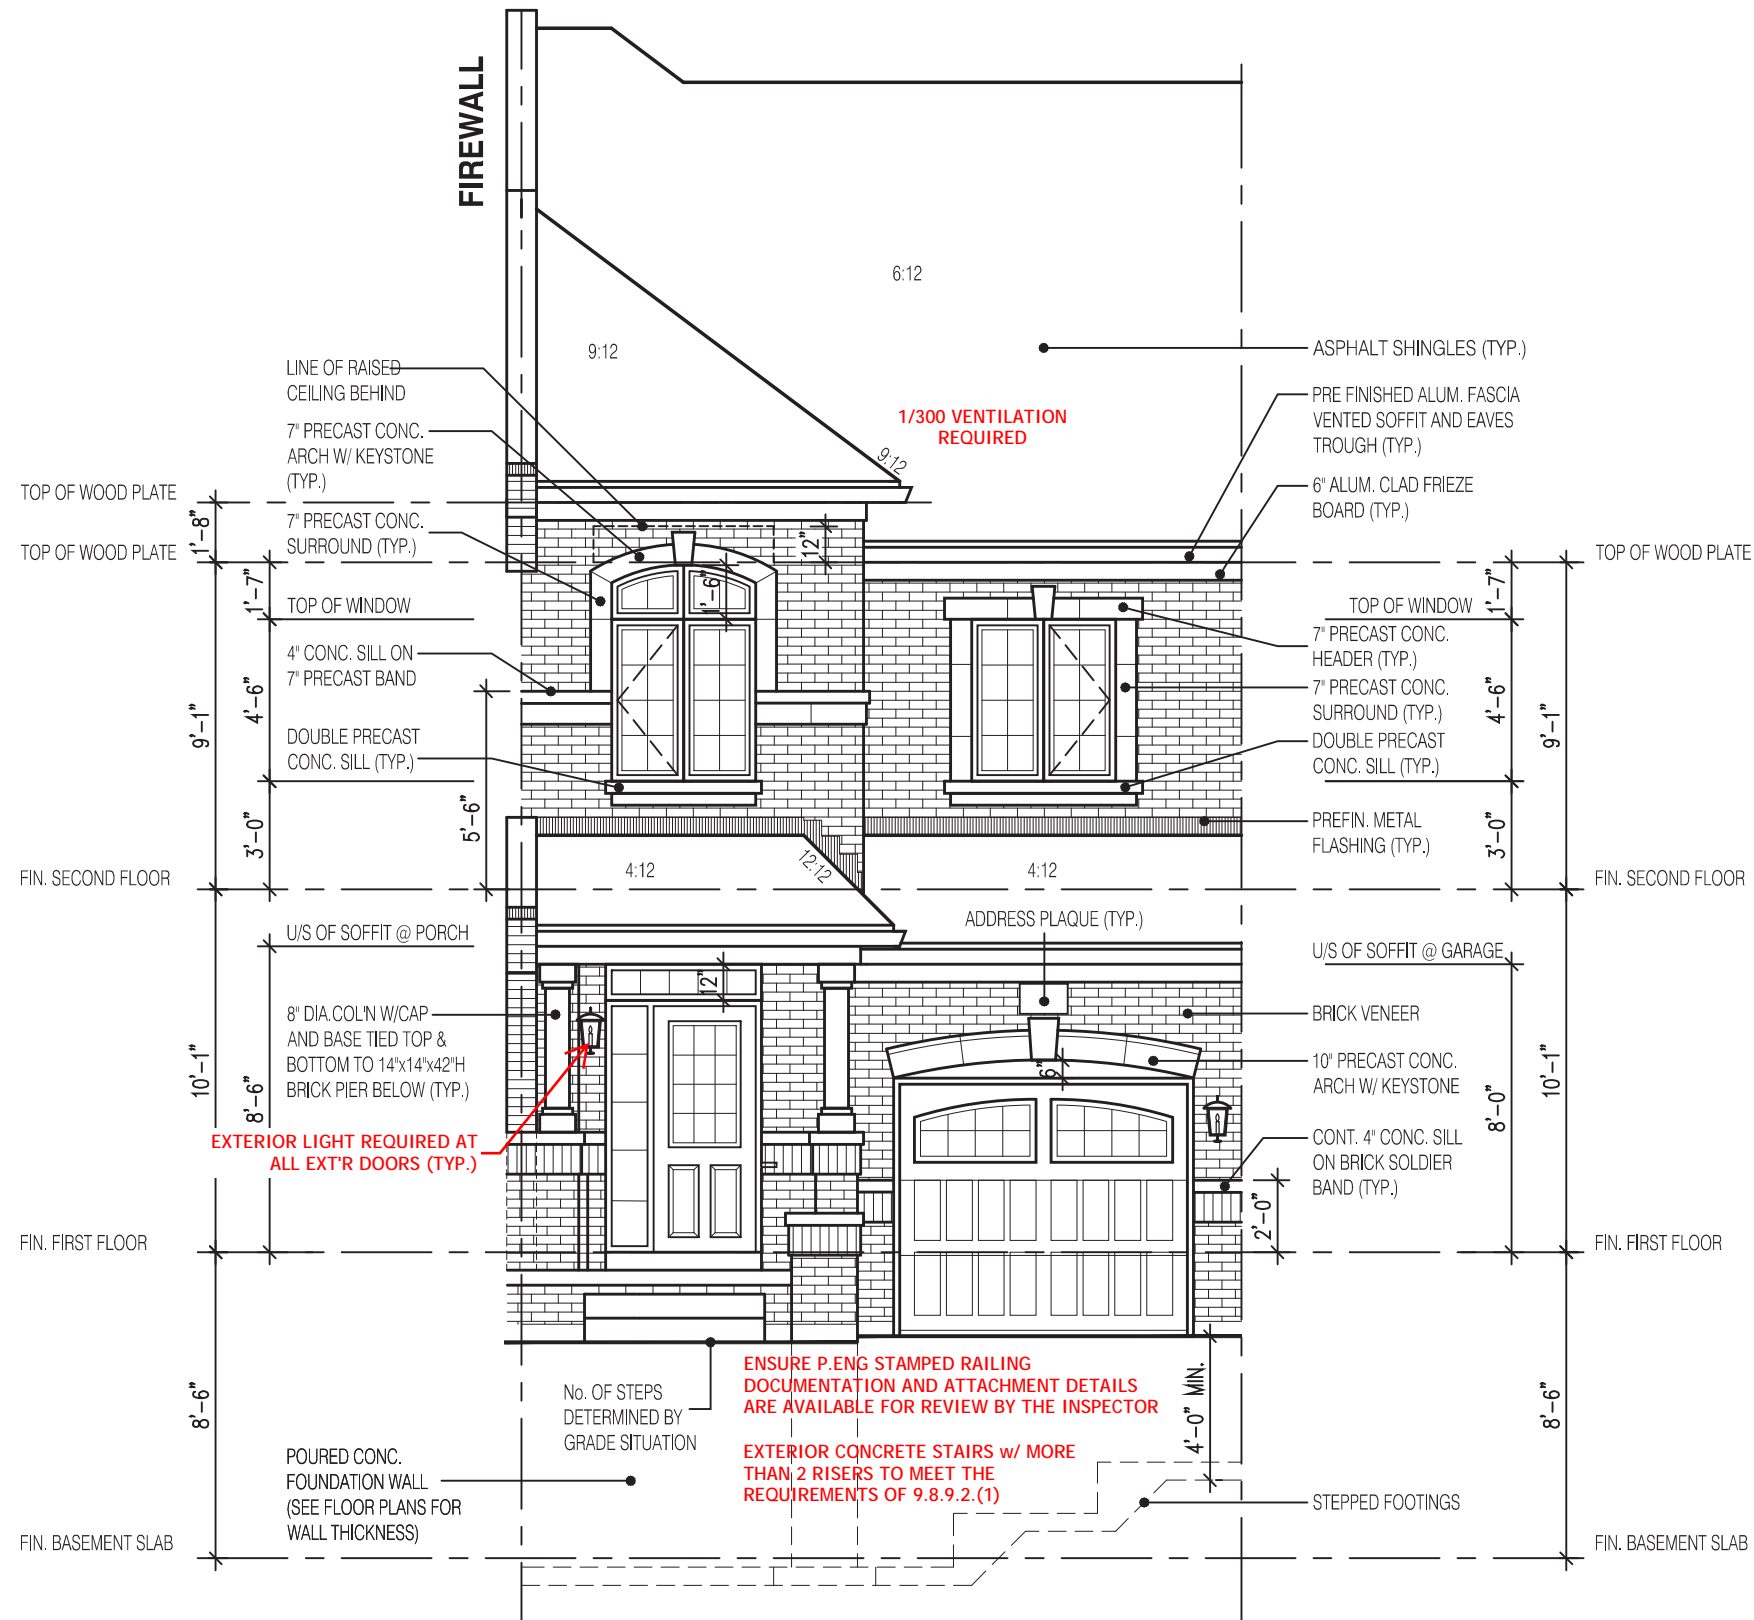 FIREWALL
6:12
9:12
9:12
1/300 VENTILATION
REQUIRED
LINE OF RAISED
CEILING BEHIND
7" PRECAST CONC.
ARCH W/ KEYSTONE
(TYP.)
TOP OF WOOD PLATE
1'-8"
7" PRECAST CONC.
SURROUND (TYP.)
TOP OF WOOD PLATE
1'-7"
TOP OF WINDOW
4" CONC. SILL ON
7" PRECAST BAND
4'-6"
9'-1"
DOUBLE PRECAST
CONC. SILL (TYP.)
5'-6"
3'-0"
FIN. SECOND FLOOR
12"
1'-6"
4:12
12:12
4:12
ASPHALT SHINGLES (TYP.)
PRE FINISHED ALUM. FASCIA
VENTED SOFFIT AND EAVES
TROUGH (TYP.)
6" ALUM. CLAD FRIEZE
BOARD (TYP.)
TOP OF WOOD PLATE
1'-7"
TOP OF WINDOW
7" PRECAST CONC.
HEADER (TYP.)
7" PRECAST CONC.
SURROUND (TYP.)
4'-6"
9'-1"
DOUBLE PRECAST
CONC. SILL (TYP.)
PREFIN. METAL
FLASHING (TYP.)
3'-0"
FIN. SECOND FLOOR
U/S OF SOFFIT @ PORCH
8" DIA.COL'N W/CAP
AND BASE TIED TOP &
BOTTOM TO 14"x14"x42"H
BRICK PIER BELOW (TYP.)
10'-1"
8'-6"
EXTERIOR LIGHT REQUIRED AT
ALL EXT'R DOORS (TYP.)
FIN. FIRST FLOOR
12"
ADDRESS PLAQUE (TYP.)
6"
2'-0"
U/S OF SOFFIT @ GARAGE
BRICK VENEER
10" PRECAST CONC.
ARCH W/ KEYSTONE
8'-0"
10'-1"
CONT. 4" CONC. SILL
ON BRICK SOLDIER
BAND (TYP.)
FIN. FIRST FLOOR
8'-6"
No. OF STEPS
DETERMINED BY
GRADE SITUATION
POURED CONC.
FOUNDATION WALL
(SEE FLOOR PLANS FOR
WALL THICKNESS)
FIN. BASEMENT SLAB
ENSURE P.ENG STAMPED RAILING
DOCUMENTATION AND ATTACHMENT DETAILS
ARE AVAILABLE FOR REVIEW BY THE INSPECTOR
EXTERIOR CONCRETE STAIRS w/ MORE
THAN 2 RISERS TO MEET THE
REQUIREMENTS OF 9.8.9.2.(1)
4'-0" MIN.
8'-6"
STEPPED FOOTINGS
FIN. BASEMENT SLAB